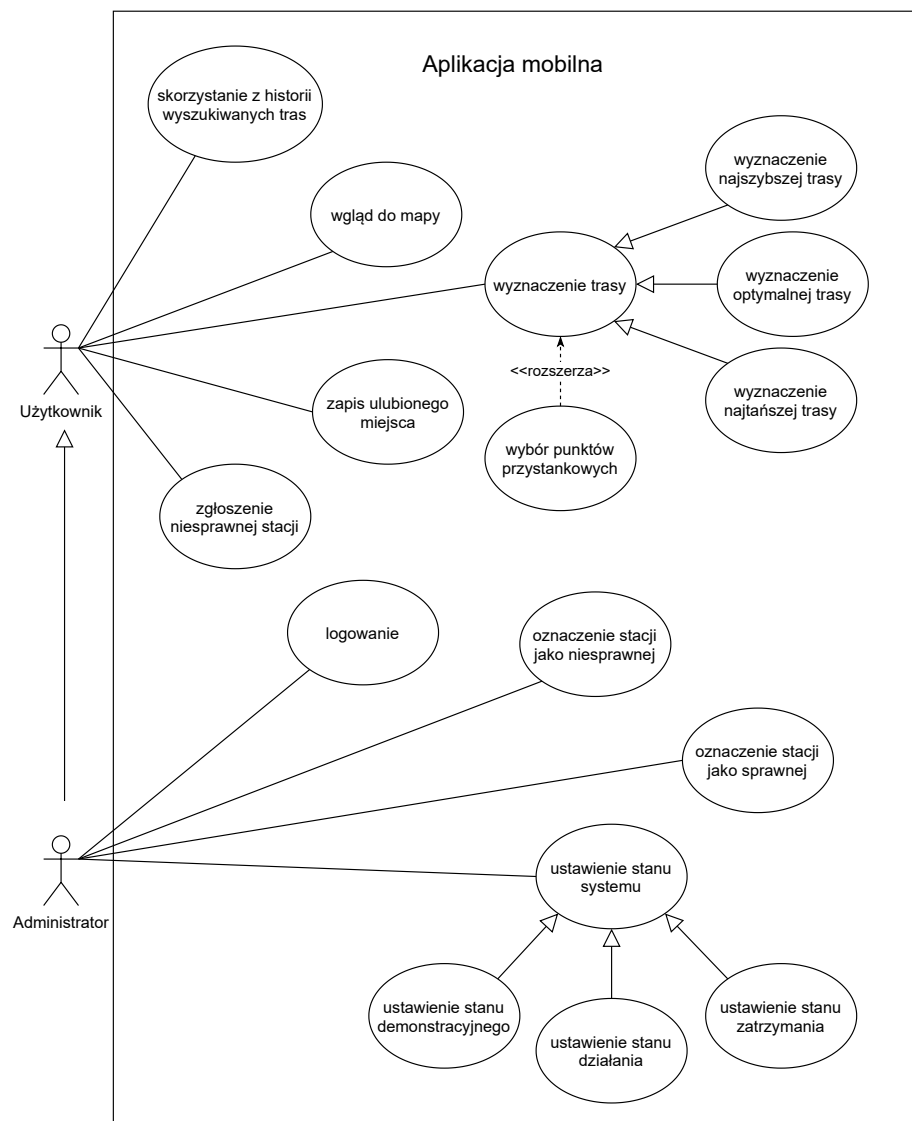 Aplikacja mobilna
skorzystanie z historii
wyszukiwanych tras
wyznaczenie
najszybszej trasy
wgląd do mapy
wyznaczenie trasy
wyznaczenie
optymalnej trasy
<<rozszerza>>
Użytkownik
zapis ulubionego
miejsca
wyznaczenie
najtańszej trasy
wybór punktów
przystankowych
zgłoszenie
niesprawnej stacji
logowanie
oznaczenie stacji
jako niesprawnej
oznaczenie stacji
jako sprawnej
ustawienie stanu
systemu
Administrator
ustawienie stanu
demonstracyjnego
ustawienie stanu
działania
ustawienie stanu
zatrzymania